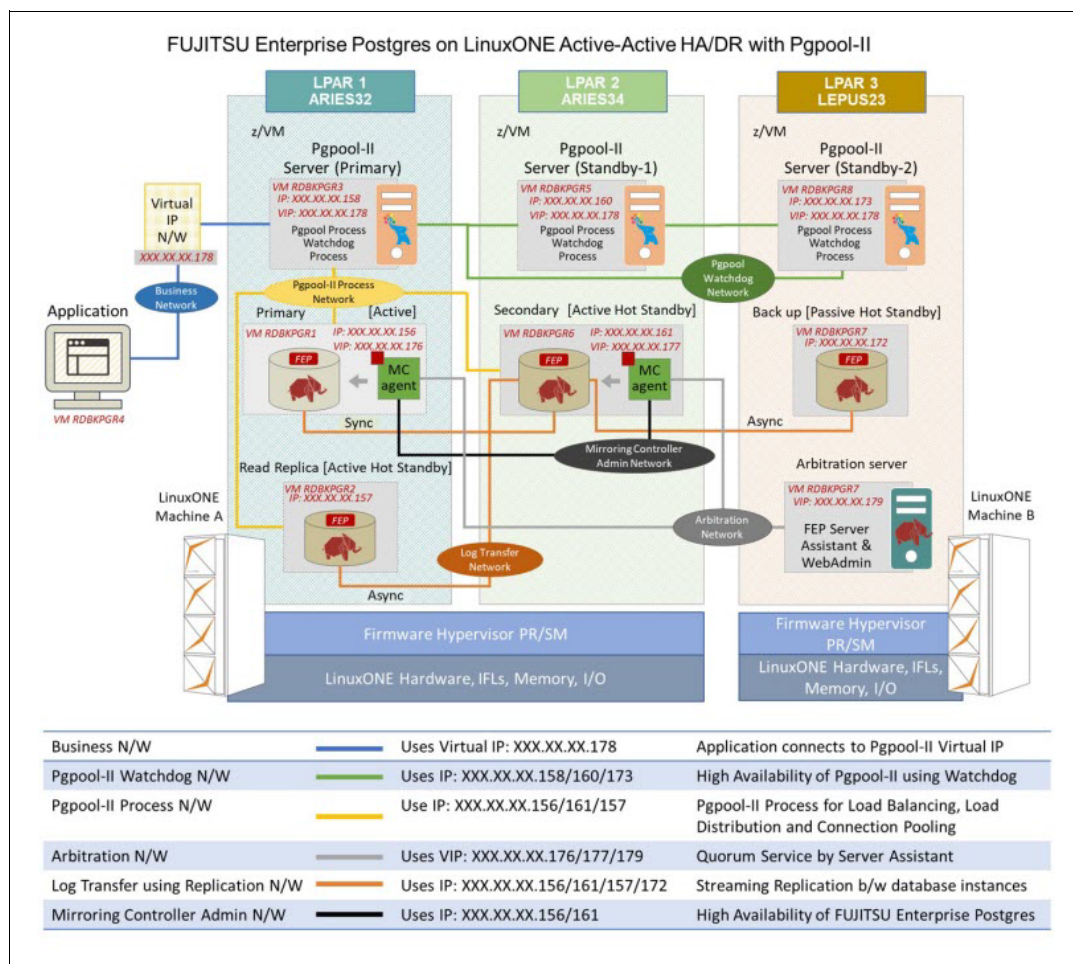 FUJITSU Enterprise Postgres on LinuxONE Active-Active HA/DR with Pgpool-II
LPAR 1
ARIES32
LPAR 2
ARIES34
LPAR 3
LEPUS23
z/VM
z/VM
z/VM
Pgpool-II
Server (Primary)
Pgpool-II
Server (Standby-1)
Pgpool-II
Server (Standby-2)
VM RDBKPGR3
IP: XXX.XX.XX.158
VIP: XXX.XX.XX.178
Pgpool Process
Watchdog
Process
VM RDBKPGR5
IP: XXX.XX.XX.160
VIP: XXX.XX.XX.178
Pgpool Process
Watchdog
Process
VM RDBKPGR8
IP: XXX.XX.XX.173
VIP: XXX.XX.XX.178
Pgpool Process
Watchdog
Process
Virtual
IP
N/W
XXX.XX.XX.178
Business
Network
Pgpool-II Process
Network
Pgpool
Watchdog
Network
Application
VM RDBKPGR4
Primary
[Active]
VM RDBKPGR1
IP: XXX.XX.XX.156
VIP: XXX.XX.XX.176
FEP
MC
agent
Secondary
[Active Hot Standby]
VM RDBKPGR6
IP: XXX.XX.XX.161
VIP: XXX.XX.XX.177
FEP
MC
agent
Back up [Passive Hot Standby]
VM RDBKPGR7
IP: XXX.XX.XX.172
FEP
Sync
Async
Mirroring Controller
Admin Network
Read Replica [Active Hot Standby]
VM RDBKPGR2
IP: XXX.XX.XX.157
FEP
Async
Log Transfer
Network
Arbitration
Network
Arbitration server
VM RDBKPGR7
VIP: XXX.XX.XX.179
FEP Server
Assistant &
WebAdmin
LinuxONE
Machine A
LinuxONE
Machine B
Firmware Hypervisor PR/SM
LinuxONE Hardware, IFLs, Memory, I/O
Firmware Hypervisor
PR/SM
LinuxONE Hardware, IFLs,
Memory, I/O
Business N/W Uses Virtual IP: XXX.XX.XX.178 Application connects to Pgpool-II Virtual IP
Pgpool-II Watchdog N/W Uses IP: XXX.XX.XX.158/160/173 High Availability of Pgpool-II using Watchdog
Pgpool-II Process N/W Use IP: XXX.XX.XX.156/161/157 Pgpool-II Process for Load Balancing, Load
Distribution and Connection Pooling
Arbitration N/W Uses VIP: XXX.XX.XX.176/177/179 Quorum Service by Server Assistant
Log Transfer using Replication N/W Uses IP: XXX.XX.XX.156/161/157/172 Streaming Replication b/w database instances
Mirroring Controller Admin N/W Uses IP: XXX.XX.XX.156/161 High Availability of FUJITSU Enterprise Postgres